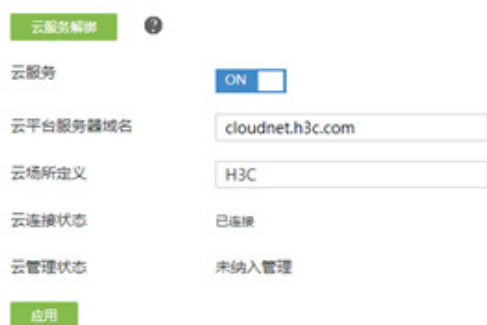 云服务解绑 ?
云服务 ON
云平台服务器域名 cloudnet.h3c.com
云场所定义 H3C
云连接状态 已连接
云管理状态 未纳入管理
应用